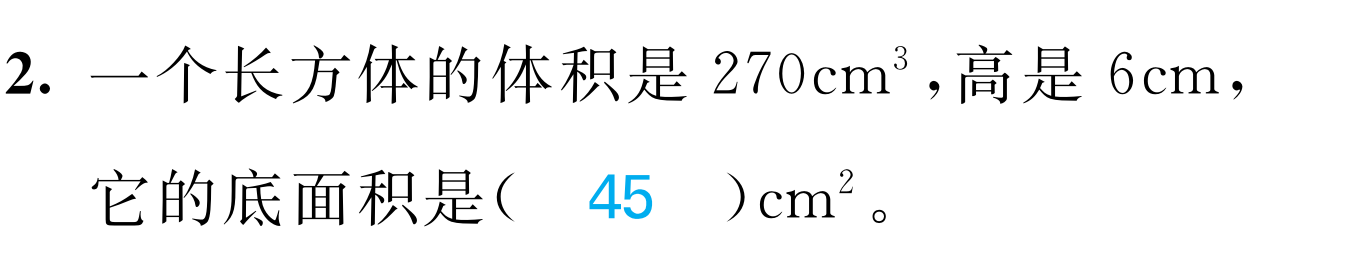 2. 一个长方体的体积是 270cm³,高是 6cm,
它的底面积是( 45 )cm²。